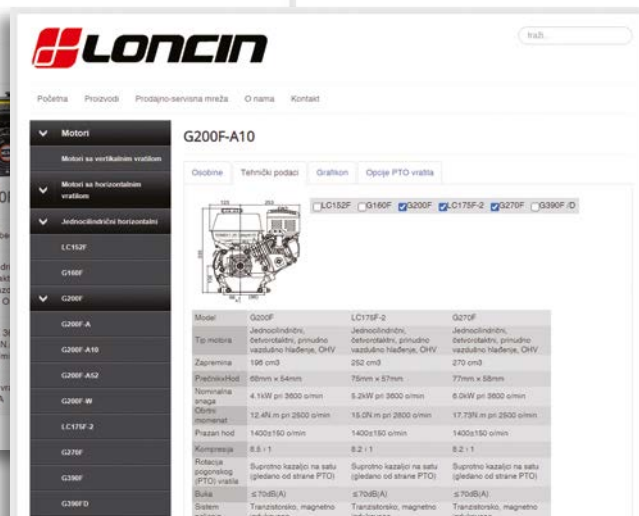 LONCIN
traži...
Početna Proizvodi Prodajno-servisna mreža O nama Kontakt
Motori
Motori sa vertikalnim vratilom
Motori sa horizontalnim
vratilom
Jednocilindrični horizontalni
LC152F
G160F
G200F
G200F-A
G200F-A10
G200F-A52
G200F-W
LC175F-2
G270F
G390F
G390FD
G200F-A10
Osobine Tehnički podaci Grafikon Opcije PTO vratila
LC152F G160F G200F LC175F-2 G270F G390F /D
Model G200F LC175F-2 G270F
Tip motora Jednocilindrični, četvorotaktni, prinudno vazdušno hlađenje, OHV Jednocilindrični, četvorotaktni, prinudno vazdušno hlađenje, OHV Jednocilindrični, četvorotaktni, prinudno vazdušno hlađenje, OHV
Zapremina 196 cm3 252 cm3 270 cm3
PrečnikxHod 68mm × 54mm 75mm × 57mm 77mm × 58mm
Nominalna snaga 4.1kW pri 3600 o/min 5.2kW pri 3600 o/min 6.0kW pri 3600 o/min
Obrtni momenat 12.4N.m pri 2500 o/min 15.0N.m pri 2800 o/min 17.73N.m pri 2500 o/min
Prazan hod 1400±150 o/min 1400±150 o/min 1400±150 o/min
Kompresija 8.5 : 1 8.2 : 1 8.2 : 1
Rotacija pogonskog (PTO) vratila Suprotno kazaljci na satu (gledano od strane PTO) Suprotno kazaljci na satu (gledano od strane PTO) Suprotno kazaljci na satu (gledano od strane PTO)
Buka ≤70dB(A) ≤70dB(A) ≤70dB(A)
Sistem Tranzistorsko, magnetno Tranzistorsko, magnetno Tranzistorsko, magnetno